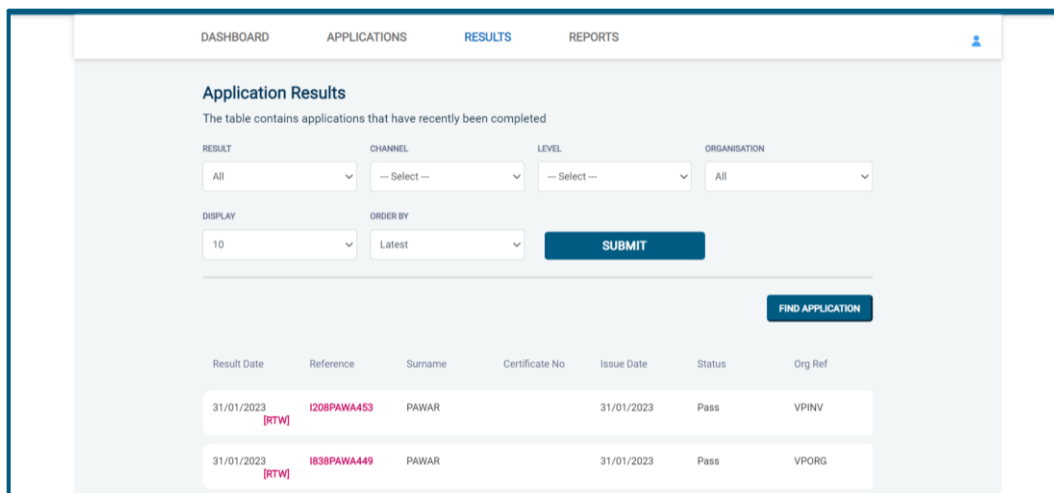 DASHBOARD APPLICATIONS RESULTS REPORTS
Application Results
The table contains applications that have recently been completed
RESULT CHANNEL LEVEL ORGANISATION
All --- Select --- --- Select --- All
DISPLAY ORDER BY
10 Latest SUBMIT
FIND APPLICATION
Result Date Reference Surname Certificate No Issue Date Status Org Ref
31/01/2023 I208PAWA453 PAWAR 31/01/2023 Pass VPINV
[RTW]
31/01/2023 I838PAWA449 PAWAR 31/01/2023 Pass VPORG
[RTW]